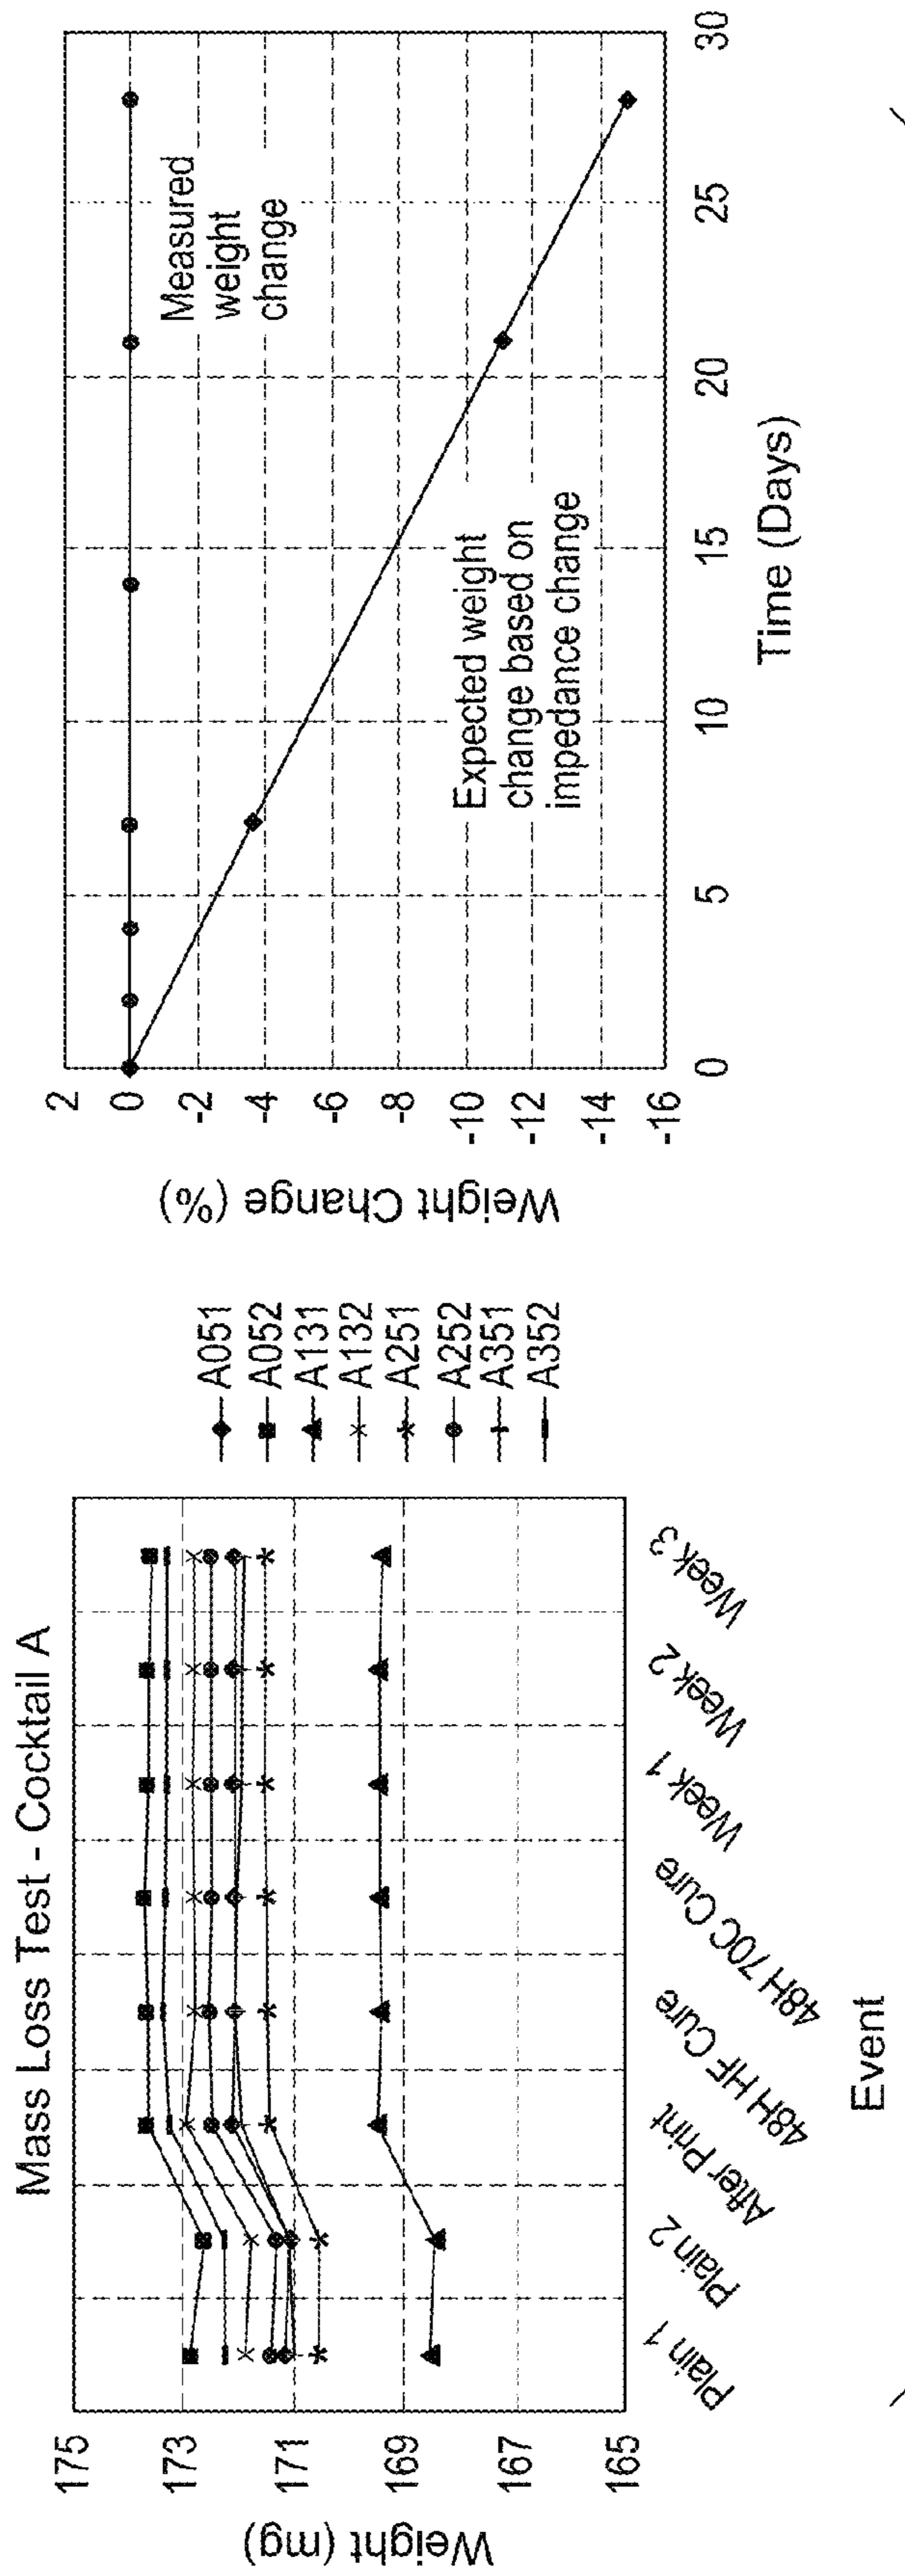 Mass Loss Test - Cocktail A
175
173
171
169
167
165
Weight (mg)
Plain 1
Plain 2
After Print
48H HF Cure
48H 70C Cure
Week 1
Week 2
Week 3
Event
A051
A052
A131
A132
A251
A252
A351
A352
2
0
-2
-4
-6
-8
-10
-12
-14
-16
Weight Change (%)
Measured
weight
change
Expected weight
change based on
impedance change
0
5
10
15
20
25
30
Time (Days)